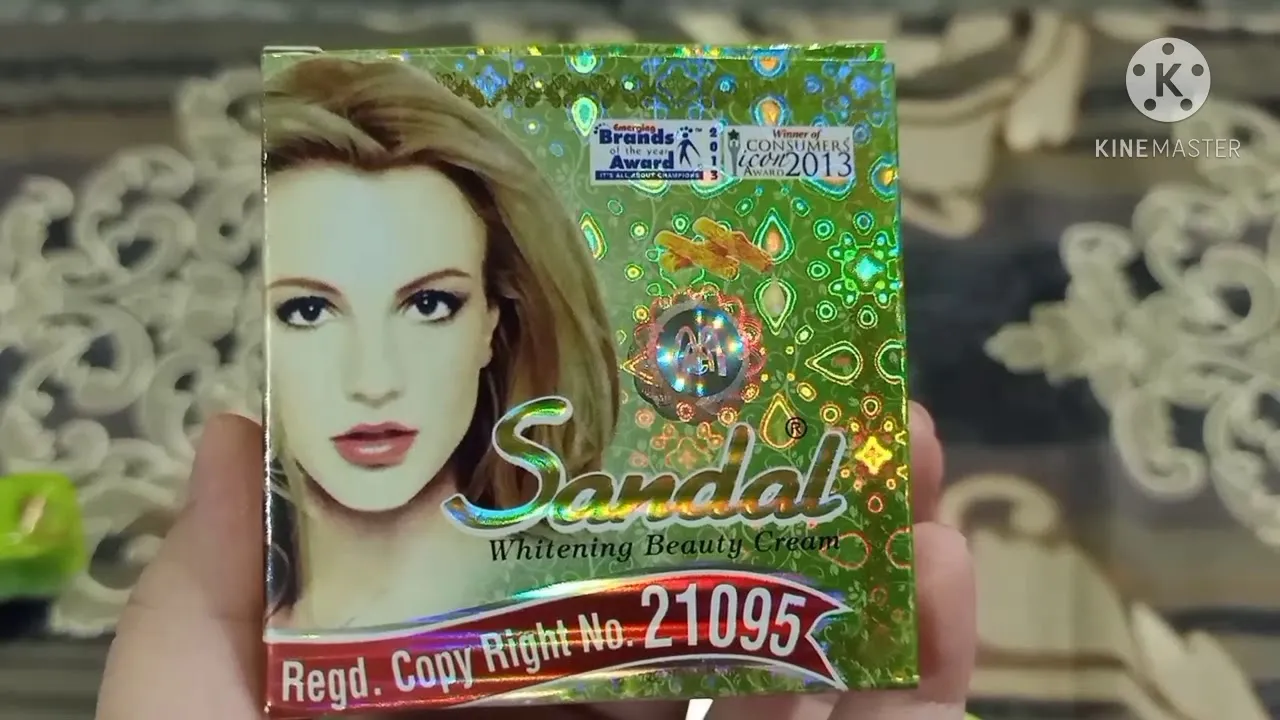 Emerging
Brands
of the year
Award
2013
IT'S ALL ABOUT CHAMPIONS
Winner of
CONSUMERS
icon
AWARD 2013
Sandal®
Whitening Beauty Cream
Regd. Copy Right No. 21095
K
KINEMASTER